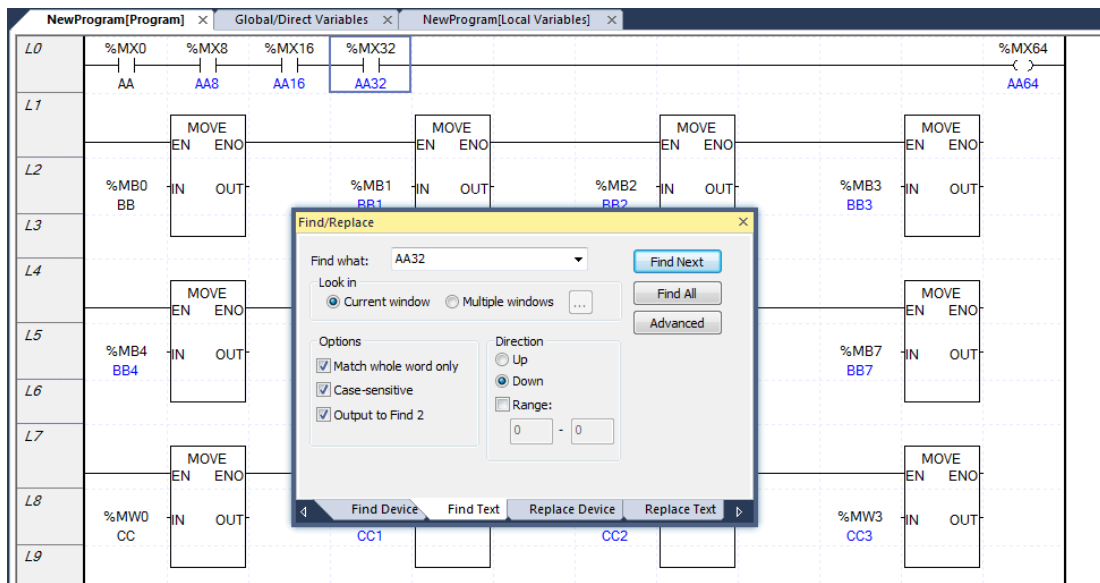 NewProgram[Program] × Global/Direct Variables × NewProgram[Local Variables] ×
L0 %MX0 %MX8 %MX16 %MX32 %MX64
AA AA8 AA16 AA32 AA64
L1
MOVE MOVE MOVE MOVE
EN ENO EN ENO EN ENO EN ENO
L2
%MB0 IN OUT %MB1 IN OUT %MB2 IN OUT %MB3 IN OUT
BB BB1 BB2 BB3
L3
Find/Replace ×
Find what: AA32 Find Next
Look in
Current window Multiple windows ... Find All
Advanced
Options Direction
Match whole word only Up
Case-sensitive Down
Output to Find 2 Range:
0 - 0
Find Device Find Text Replace Device Replace Text
L4
MOVE MOVE
EN ENO EN ENO
L5
%MB4 IN OUT %MB7 IN OUT
BB4 BB7
L6
L7
MOVE MOVE
EN ENO EN ENO
L8
%MW0 IN OUT %MW3 IN OUT
CC CC1 CC2 CC3
L9